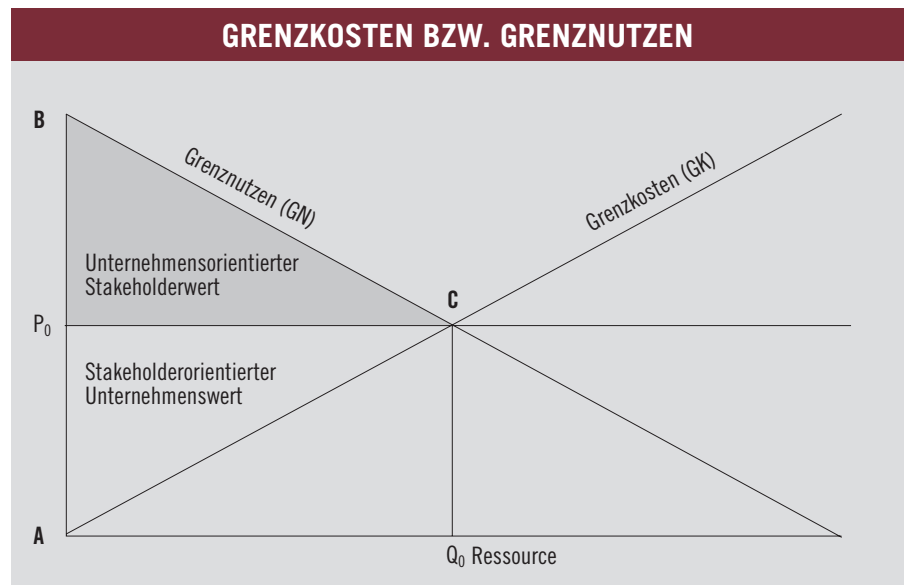 GRENZKOSTEN BZW. GRENZNUTZEN
B
Grenznutzen (GN)
Grenzkosten (GK)
Unternehmensorientierter
Stakeholderwert
C
P₀
Stakeholderorientierter
Unternehmenswert
A
Q₀ Ressource